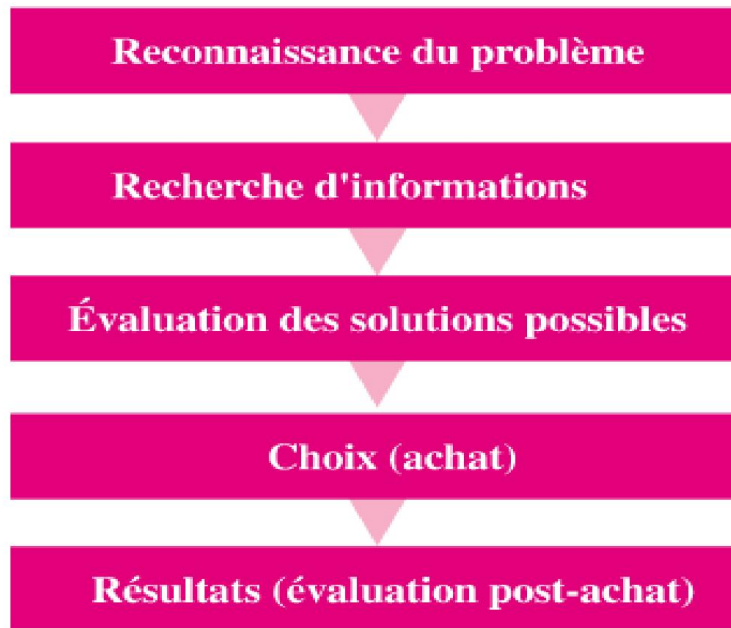 Reconnaissance du problème
Recherche d'informations
Évaluation des solutions possibles
Choix (achat)
Résultats (évaluation post-achat)